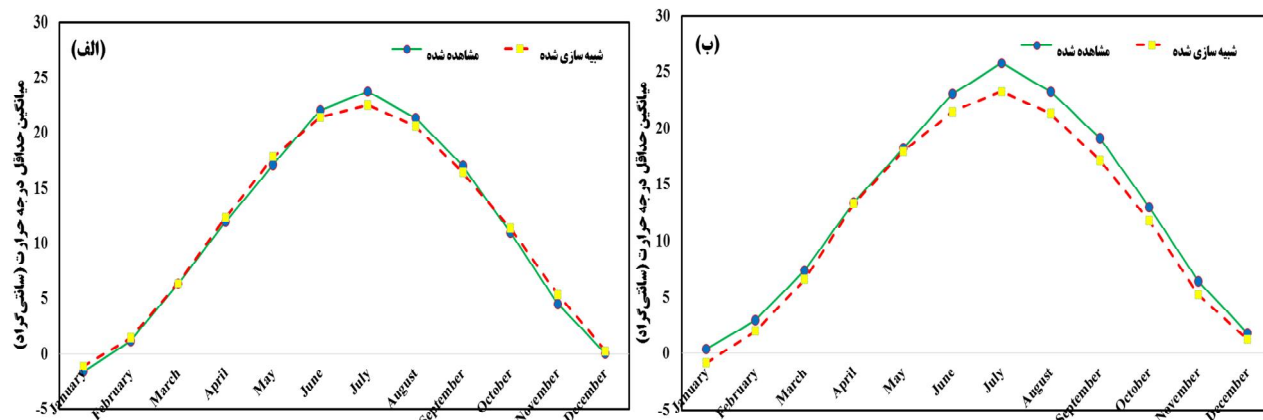 (الف)
مشاهده شده
شبیه سازی شده
میانگین حداقل درجه حرارت (سانتی‌گراد)
30
25
20
15
10
5
0
-5
January
February
March
April
May
June
July
August
September
October
November
December
(ب)
مشاهده شده
شبیه سازی شده
میانگین حداقل درجه حرارت (سانتی‌گراد)
30
25
20
15
10
5
0
-5
January
February
March
April
May
June
July
August
September
October
November
December